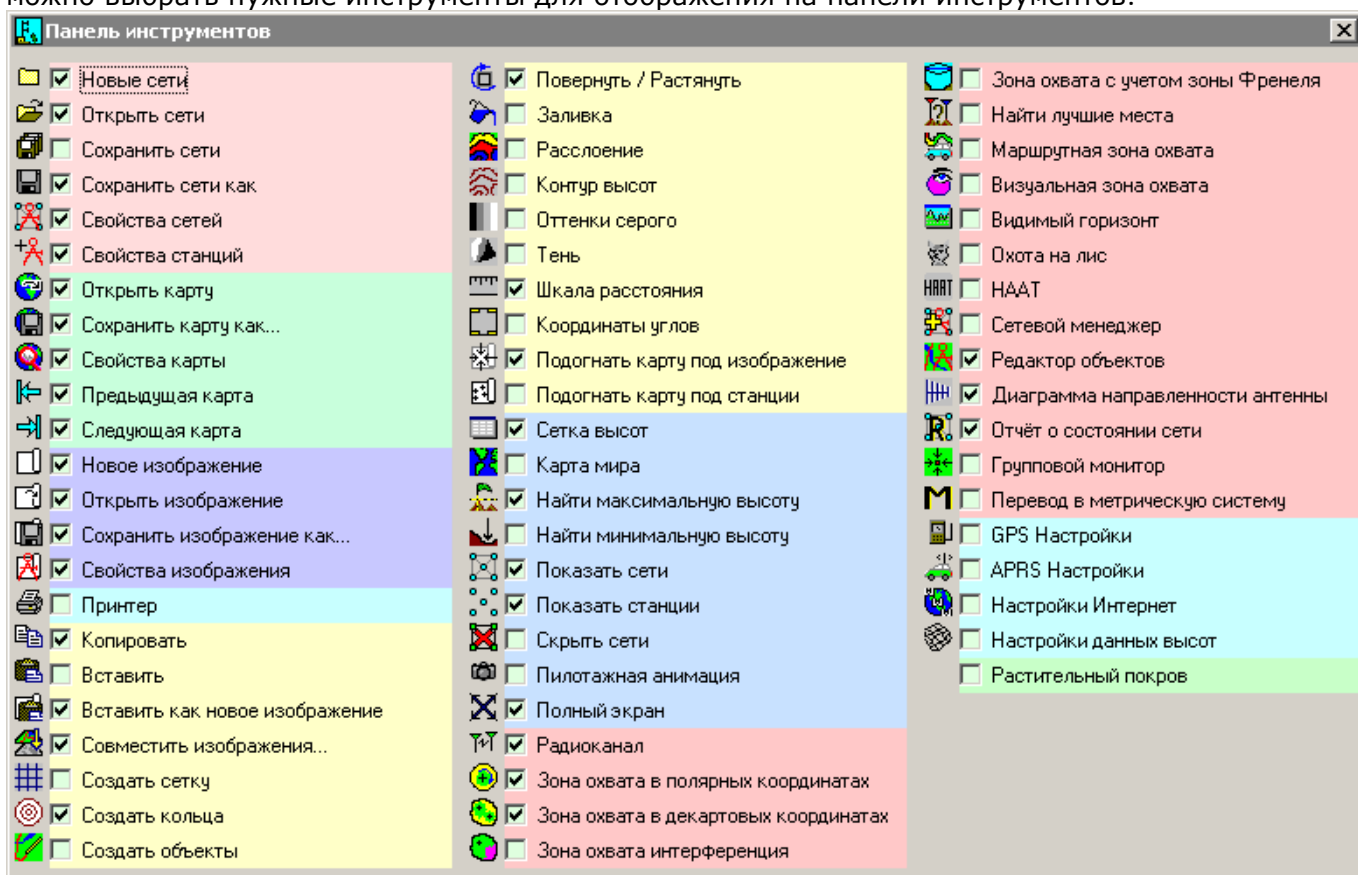 можно выбрать нужные инструменты для отображения на панели инструментов.
Панель инструментов
Новые сети
Открыть сети
Сохранить сети
Сохранить сети как
Свойства сетей
Свойства станций
Открыть карту
Сохранить карту как...
Свойства карты
Предыдущая карта
Следующая карта
Новое изображение
Открыть изображение
Сохранить изображение как...
Свойства изображения
Принтер
Копировать
Вставить
Вставить как новое изображение
Совместить изображения...
Создать сетку
Создать кольца
Создать объекты
Повернуть / Растянуть
Заливка
Расслоение
Контур высот
Оттенки серого
Тень
Шкала расстояния
Координаты углов
Подогнать карту под изображение
Подогнать карту под станции
Сетка высот
Карта мира
Найти максимальную высоту
Найти минимальную высоту
Показать сети
Показать станции
Скрыть сети
Пилотажная анимация
Полный экран
Радиоканал
Зона охвата в полярных координатах
Зона охвата в декартовых координатах
Зона охвата интерференция
Зона охвата с учетом зоны Френеля
Найти лучшие места
Маршрутная зона охвата
Визуальная зона охвата
Видимый горизонт
Охота на лис
HAAT HAAT
Сетевой менеджер
Редактор объектов
Диаграмма направленности антенны
Отчёт о состоянии сети
Групповой монитор
Перевод в метрическую систему
GPS Настройки
APRS Настройки
Настройки Интернет
Настройки данных высот
Растительный покров